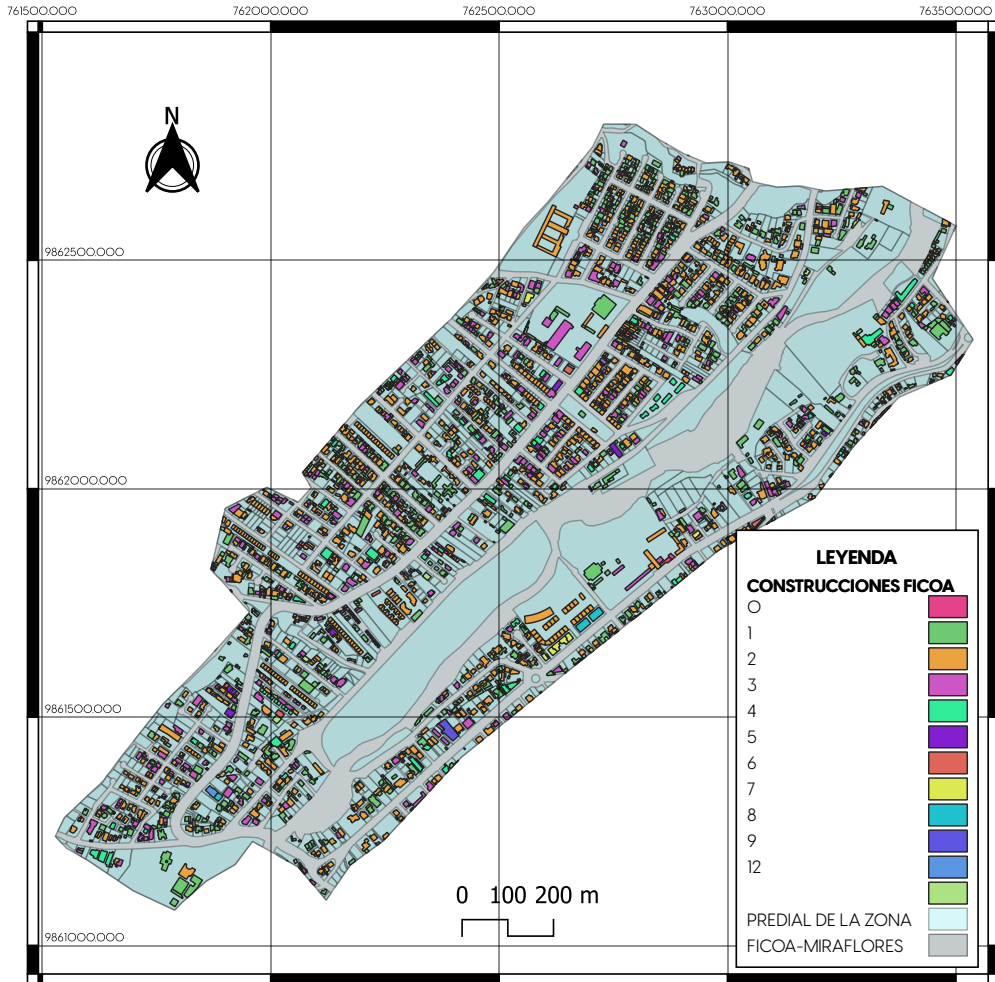 761500.000 762000.000 762500.000 763000.000 763500.000
N
9862500.000
9862000.000
9861500.000
9861000.000
0 100 200 m
LEYENDA
CONSTRUCCIONES FICOA
0
1
2
3
4
5
6
7
8
9
12
PREDIAL DE LA ZONA
FICOA-MIRAFLORES